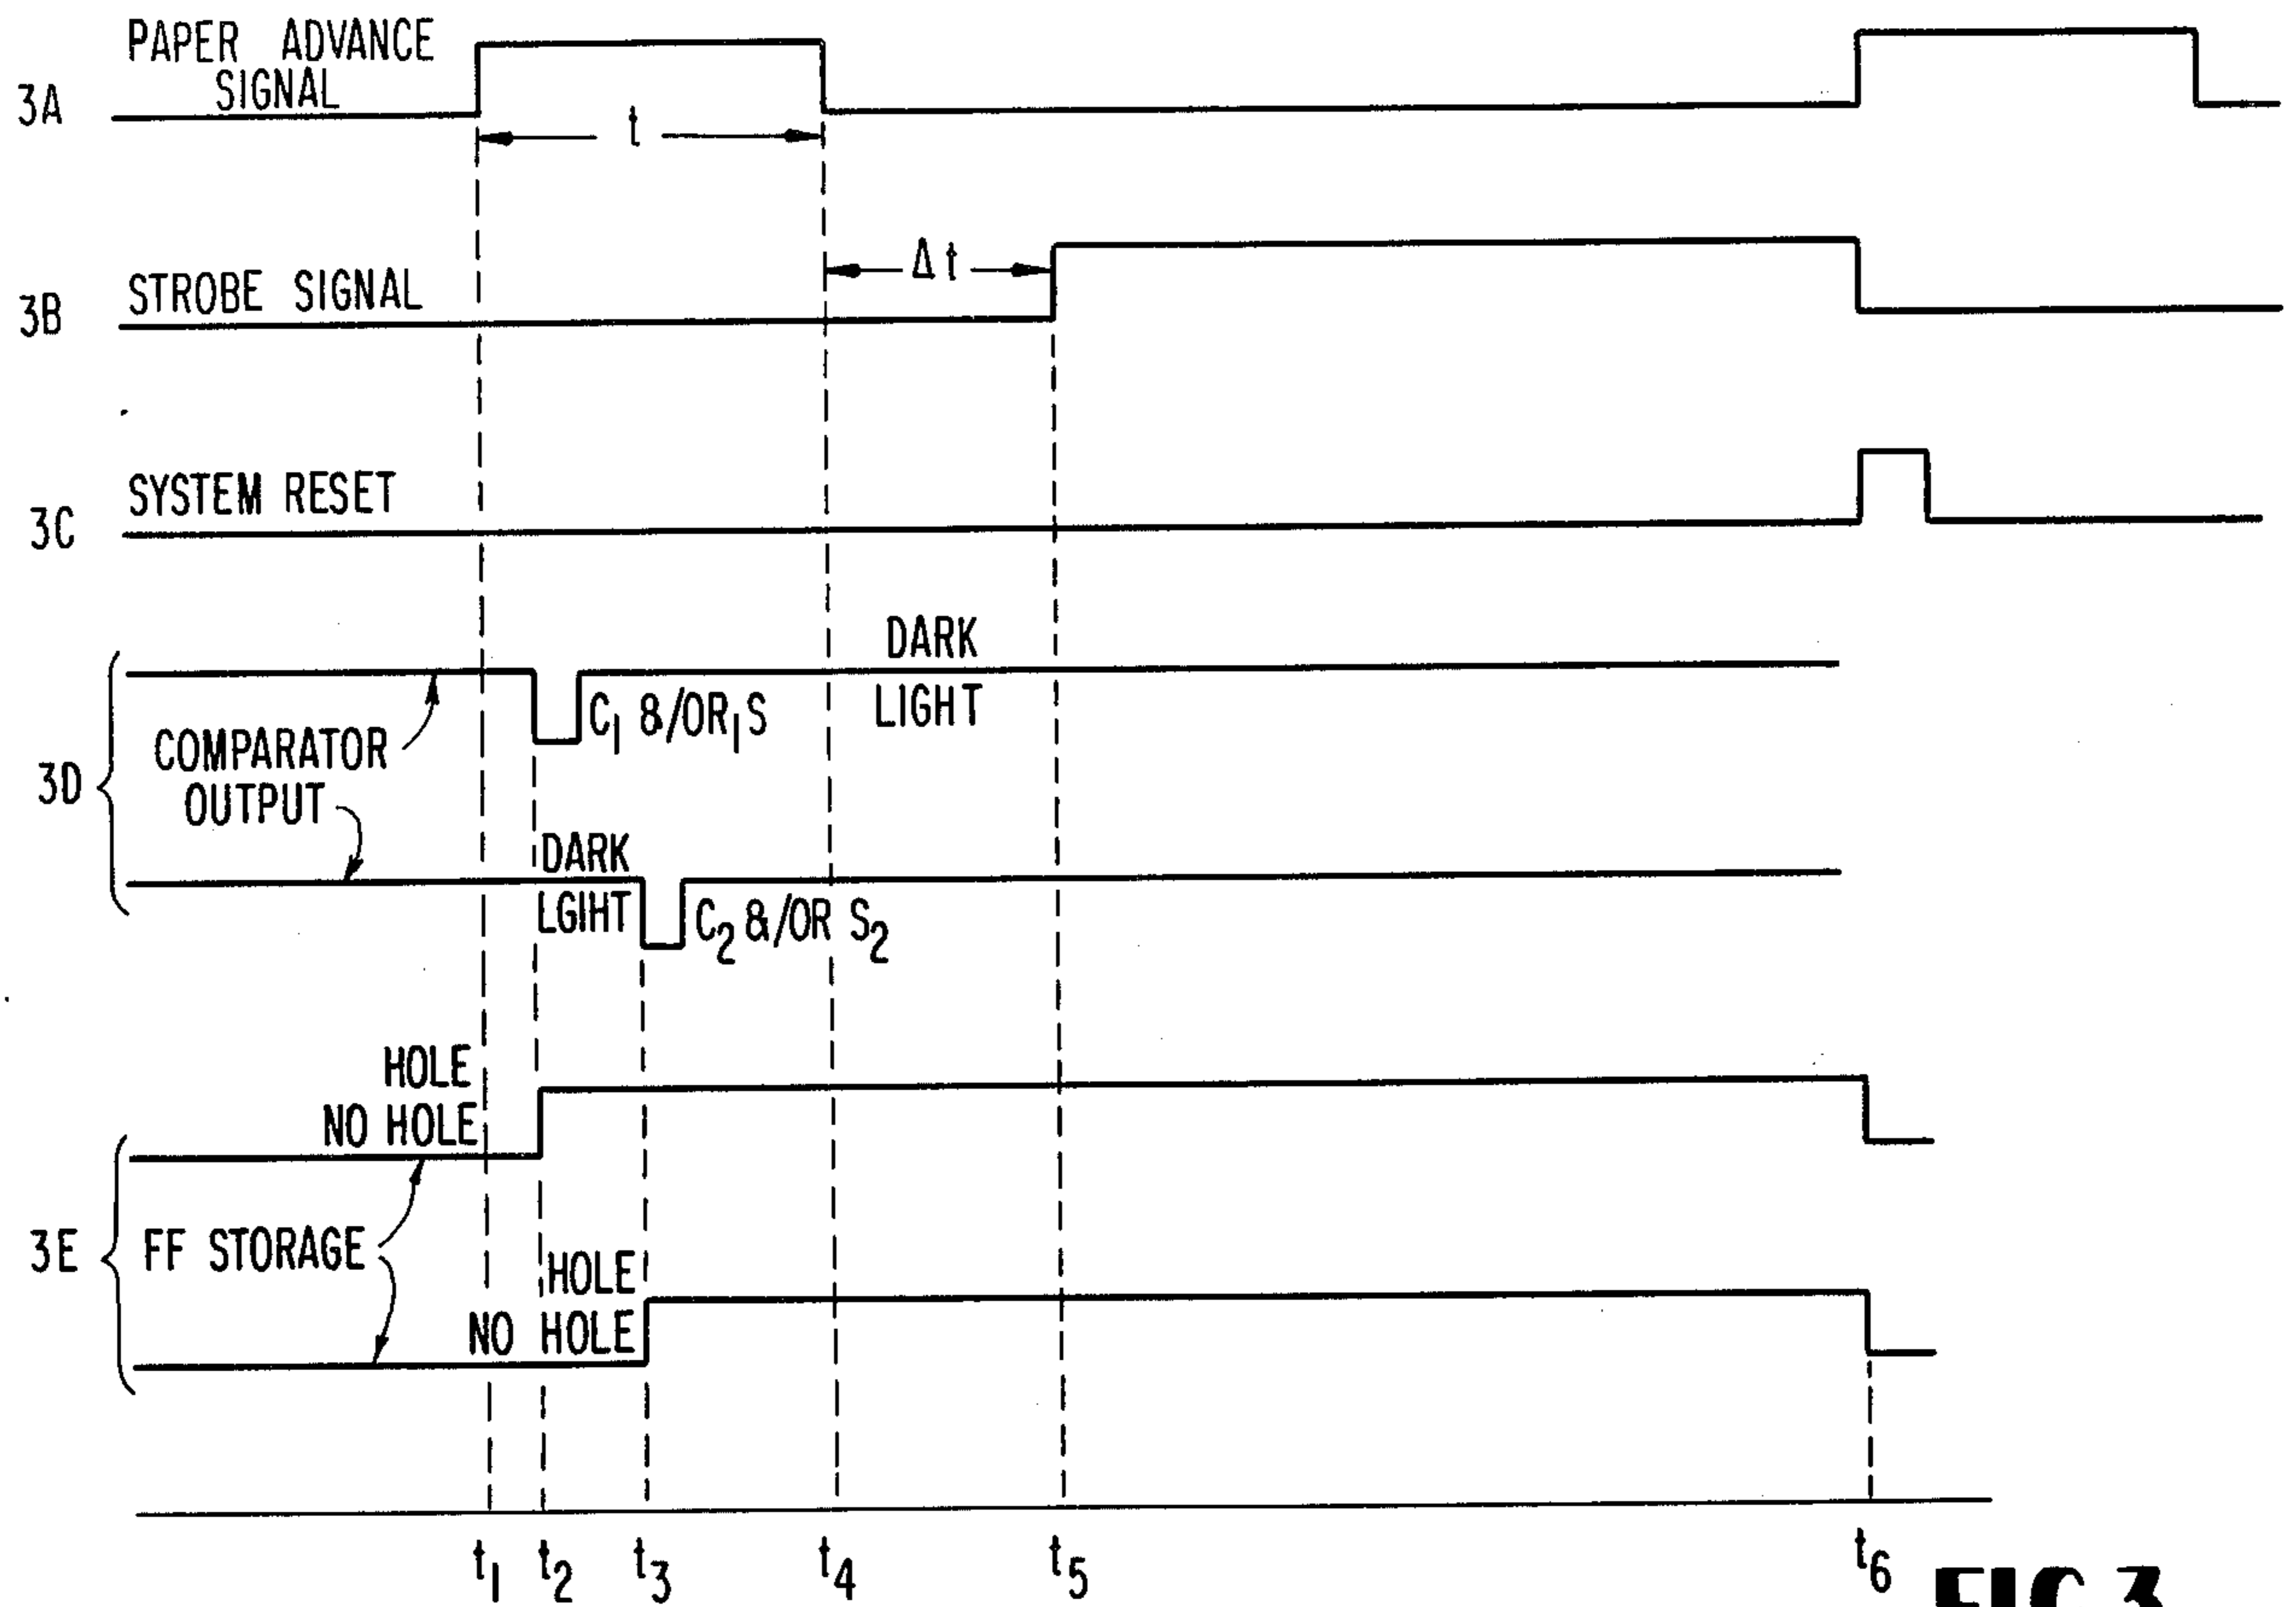 PAPER ADVANCE
SIGNAL
3A
t
Δt
STROBE SIGNAL
3B
SYSTEM RESET
3C
DARK
LIGHT
C1 &/OR1S
COMPARATOR
OUTPUT
3D
DARK
LGIHT
C2 &/OR S2
HOLE
NO HOLE
3E
FF STORAGE
HOLE
NO HOLE
t1 t2 t3 t4 t5 t6
FIG.3